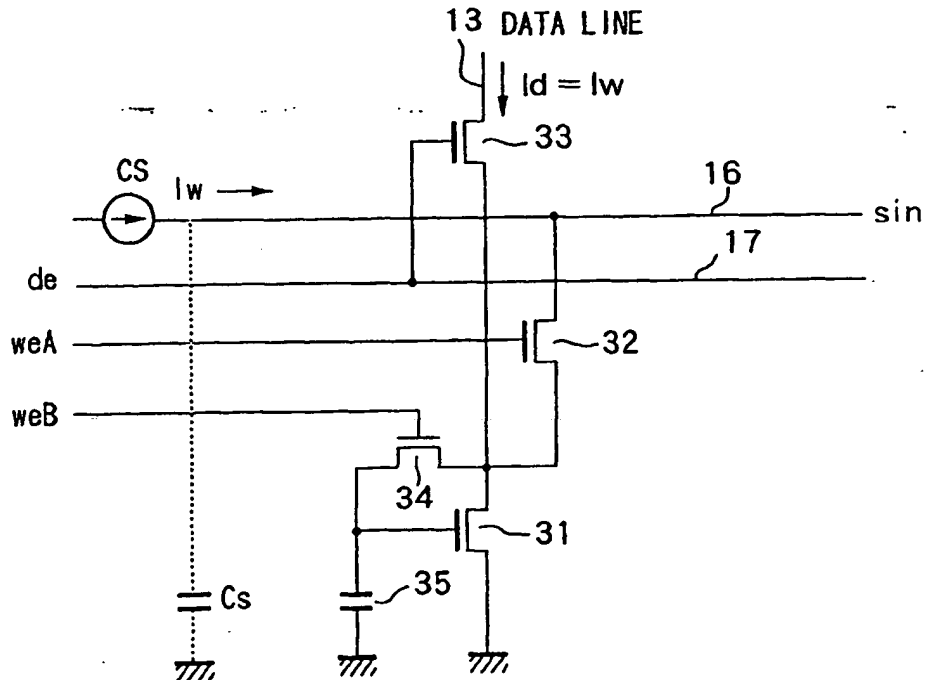 13 DATA LINE
Id = Iw
33
CS
Iw
16
sin
17
de
weA
32
weB
34
31
35
Cs